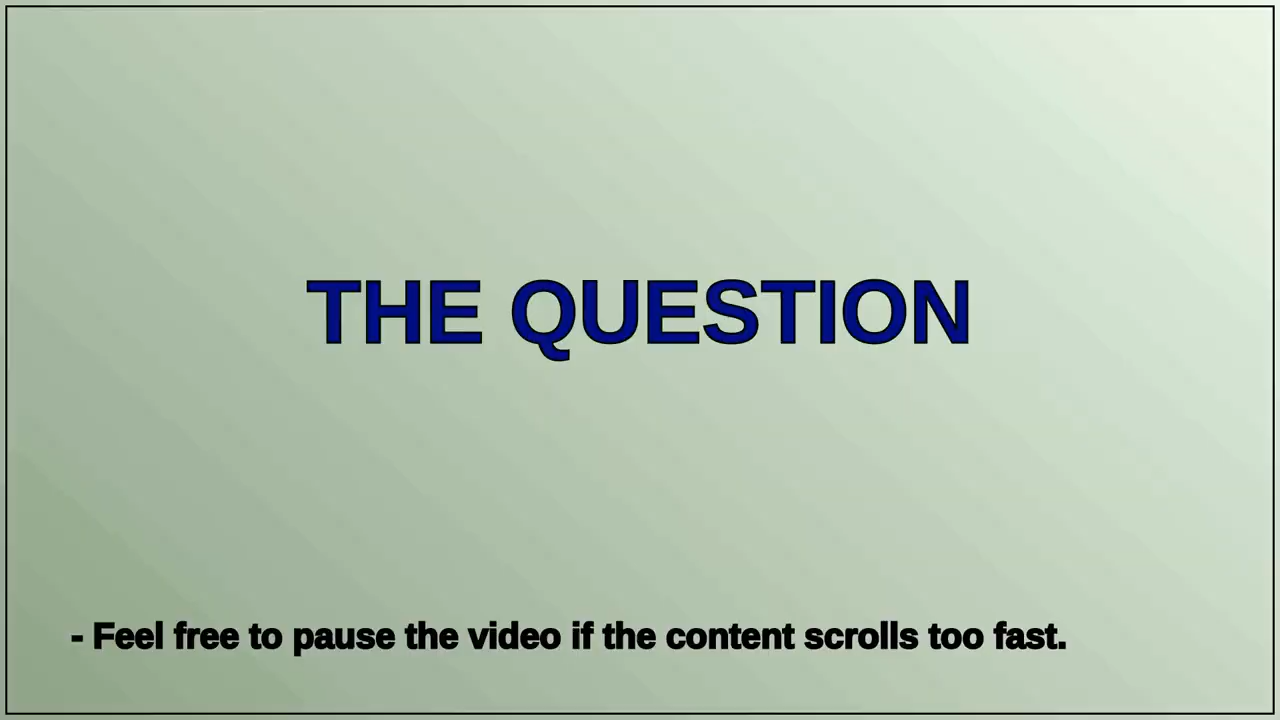 THE QUESTION
- Feel free to pause the video if the content scrolls too fast.